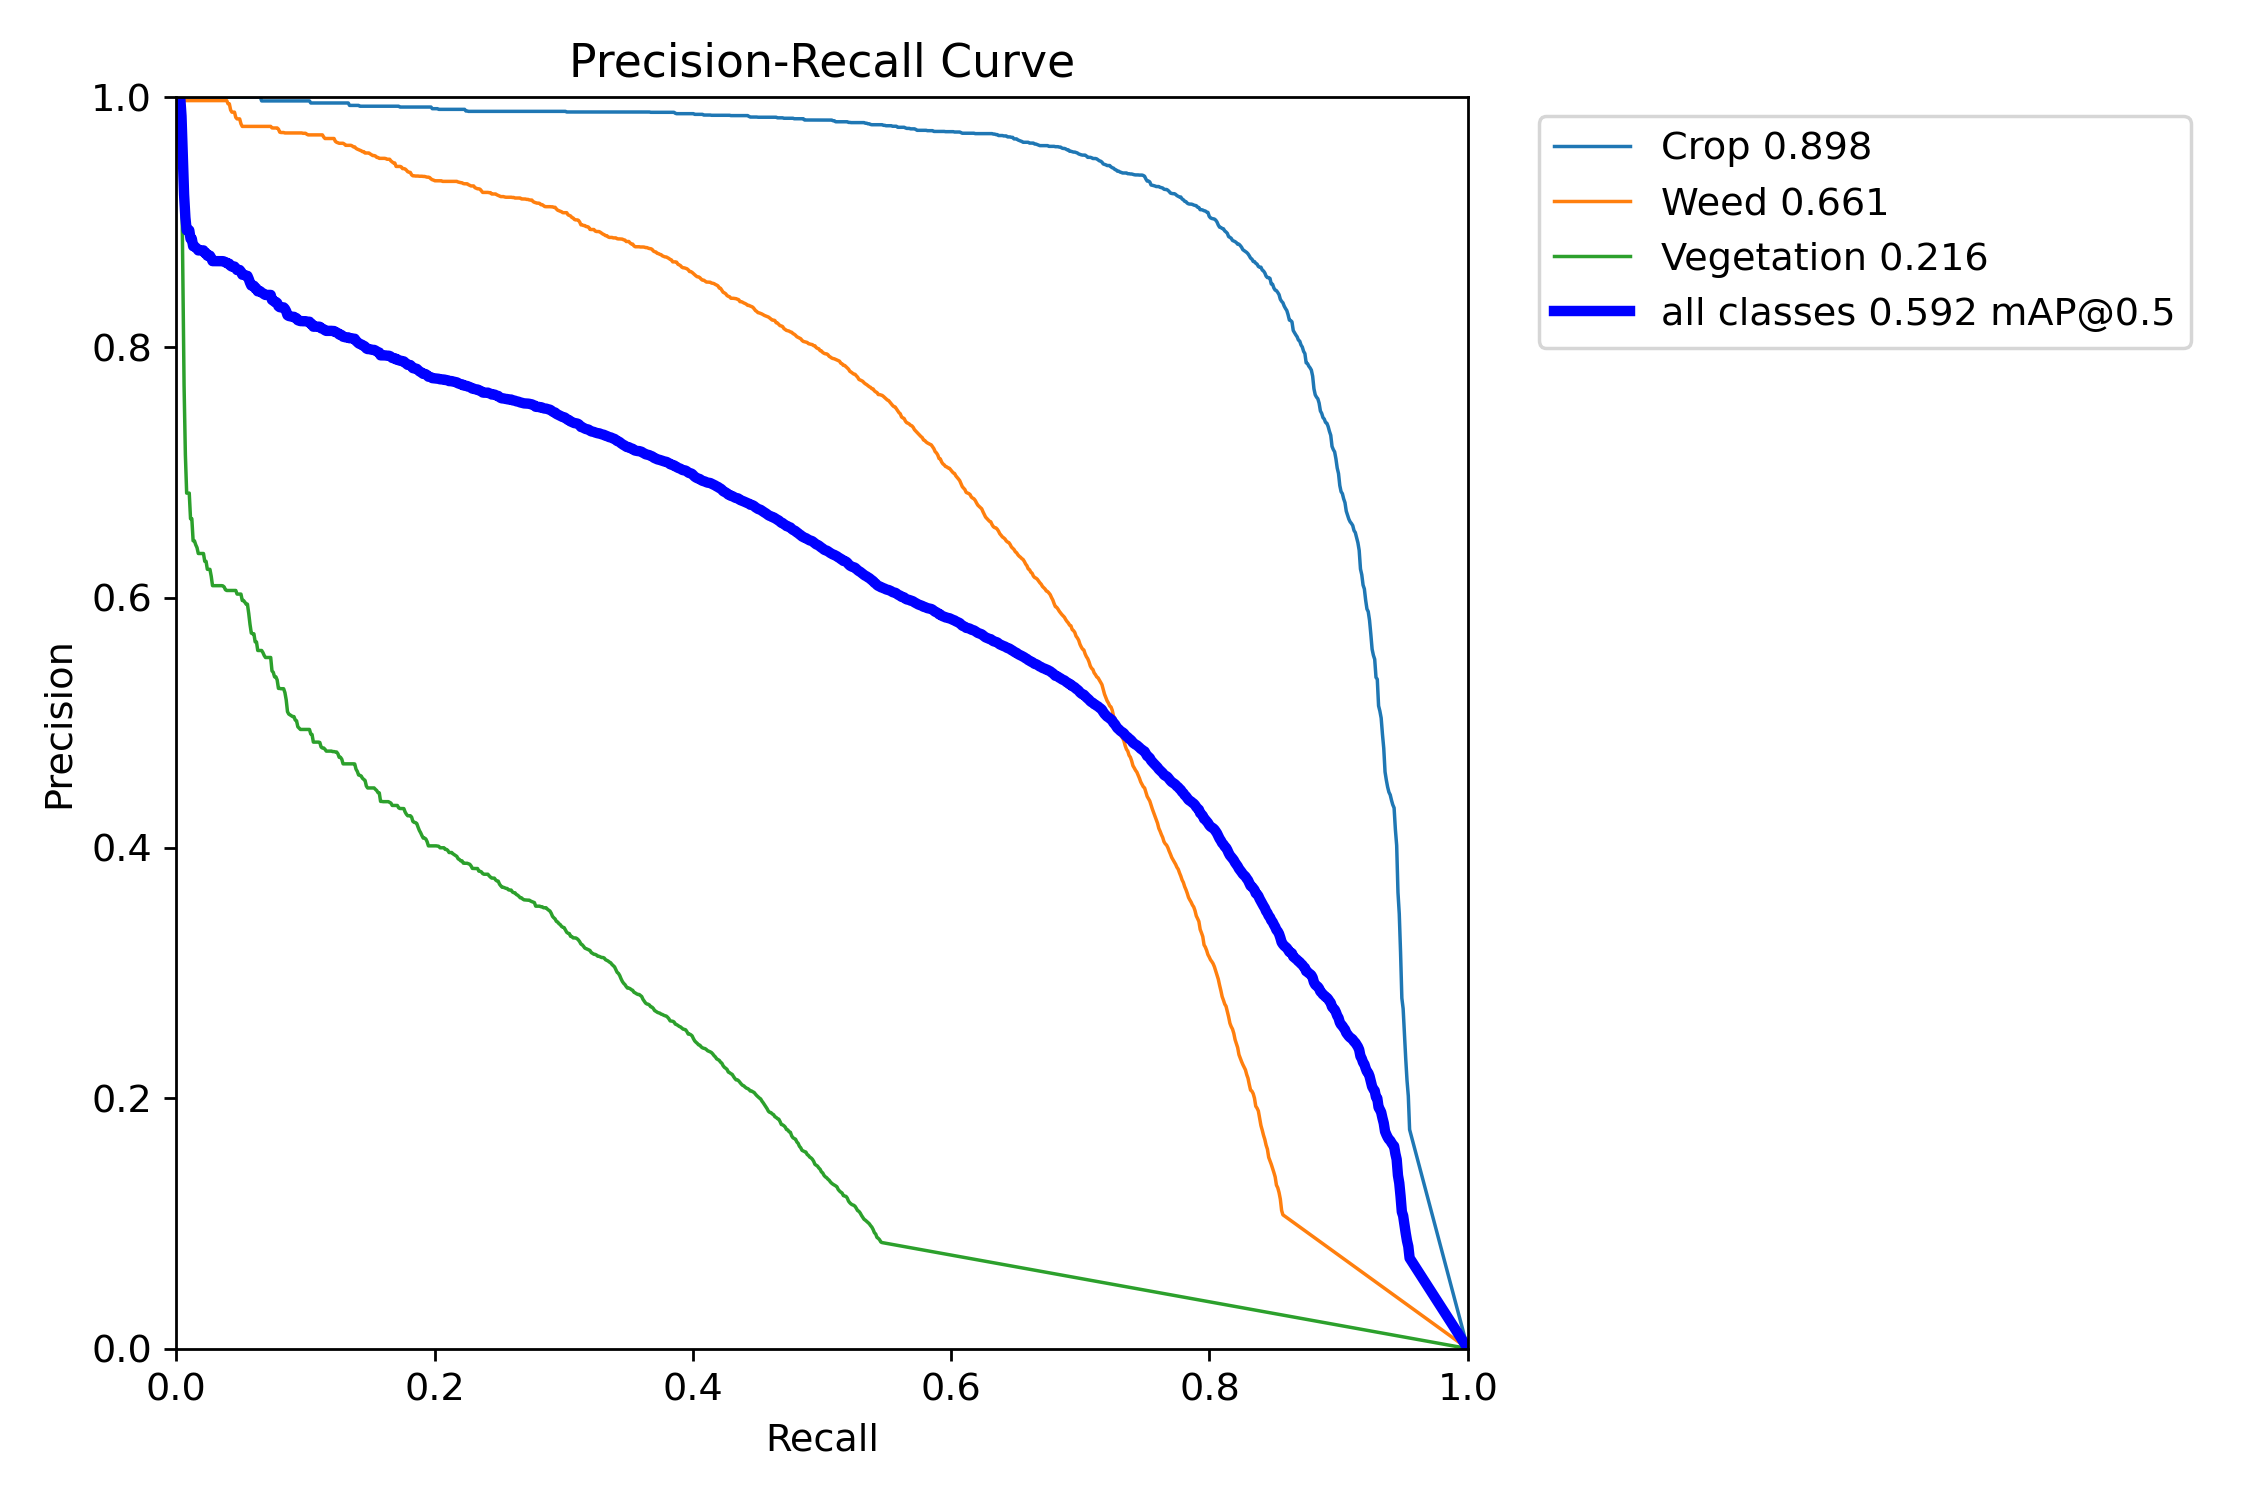 Precision-Recall Curve
Crop 0.898
Weed 0.661
Vegetation 0.216
all classes 0.592 mAP@0.5
1.0
0.8
0.6
0.4
0.2
0.0
Precision
0.0 0.2 0.4 0.6 0.8 1.0
Recall